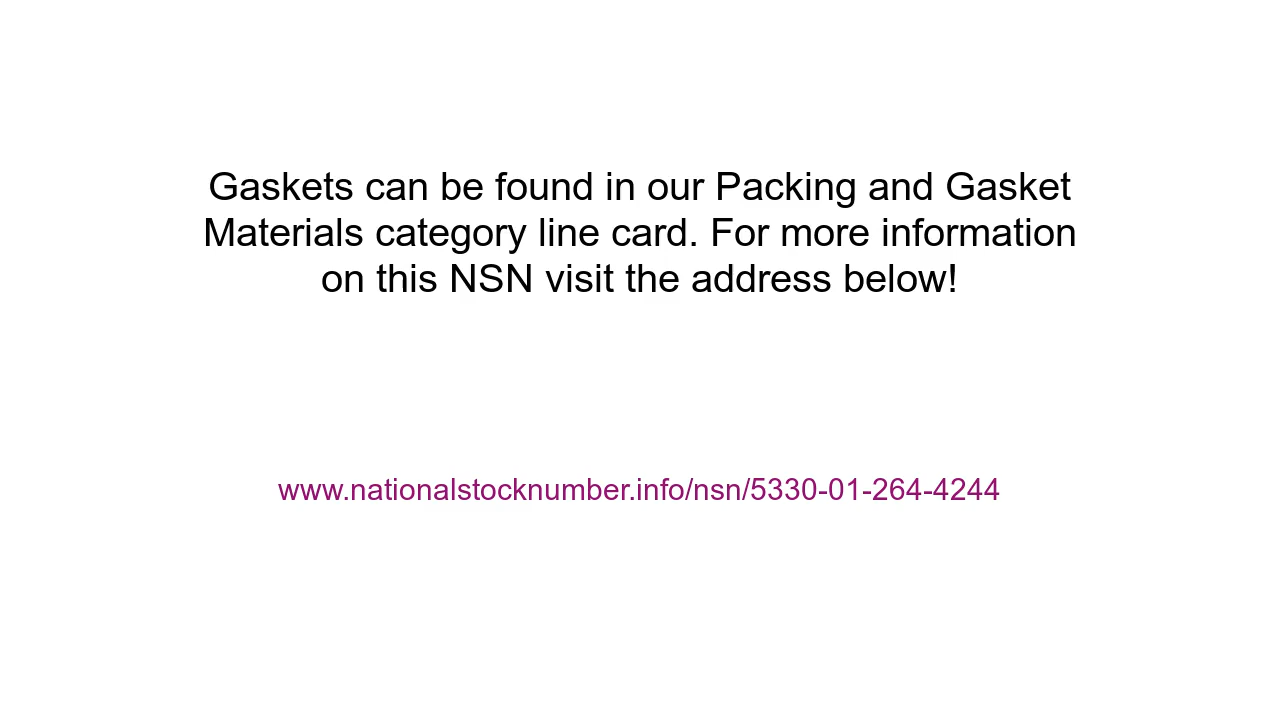 Gaskets can be found in our Packing and Gasket
Materials category line card. For more information
on this NSN visit the address below!
www.nationalstocknumber.info/nsn/5330-01-264-4244